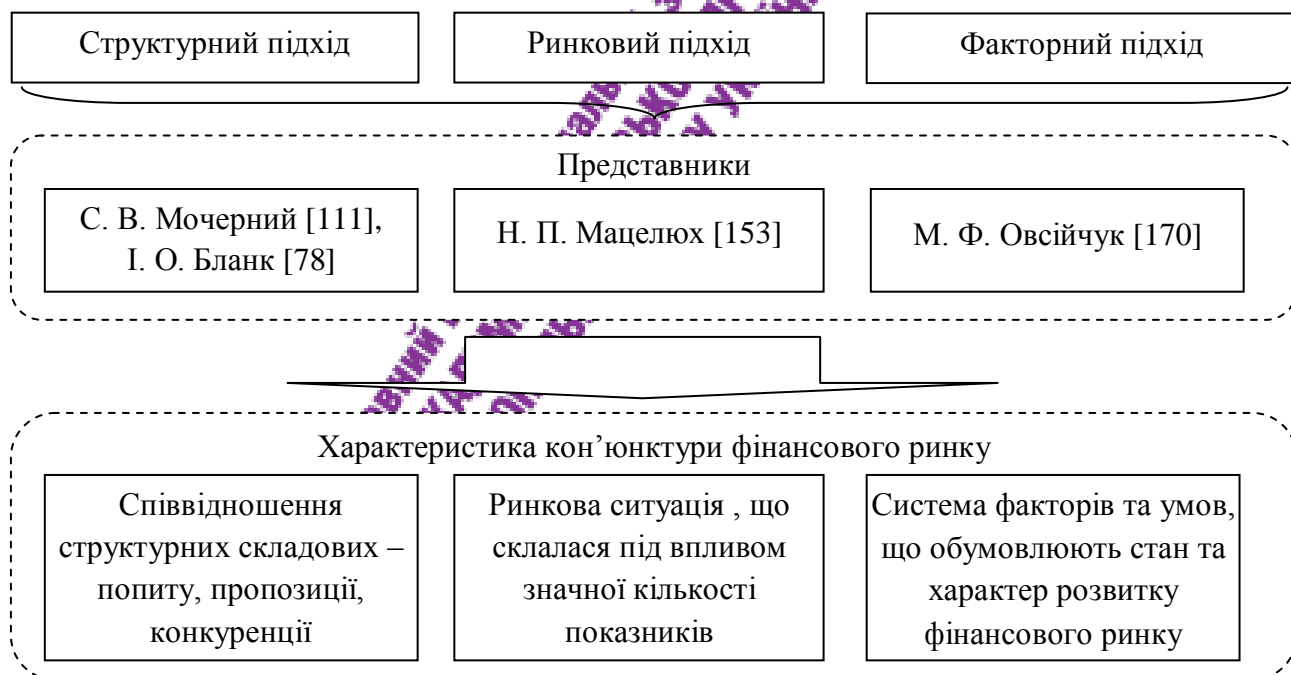 Структурний підхід
Ринковий підхід
Факторний підхід
Представники
С. В. Мочерний [111],
І. О. Бланк [78]
Н. П. Мацелюх [153]
М. Ф. Овсійчук [170]
Характеристика кон’юнктури фінансового ринку
Співвідношення
структурних складових –
попиту, пропозиції,
конкуренції
Ринкова ситуація , що
склалася під впливом
значної кількості
показників
Система факторів та умов,
що обумовлюють стан та
характер розвитку
фінансового ринку